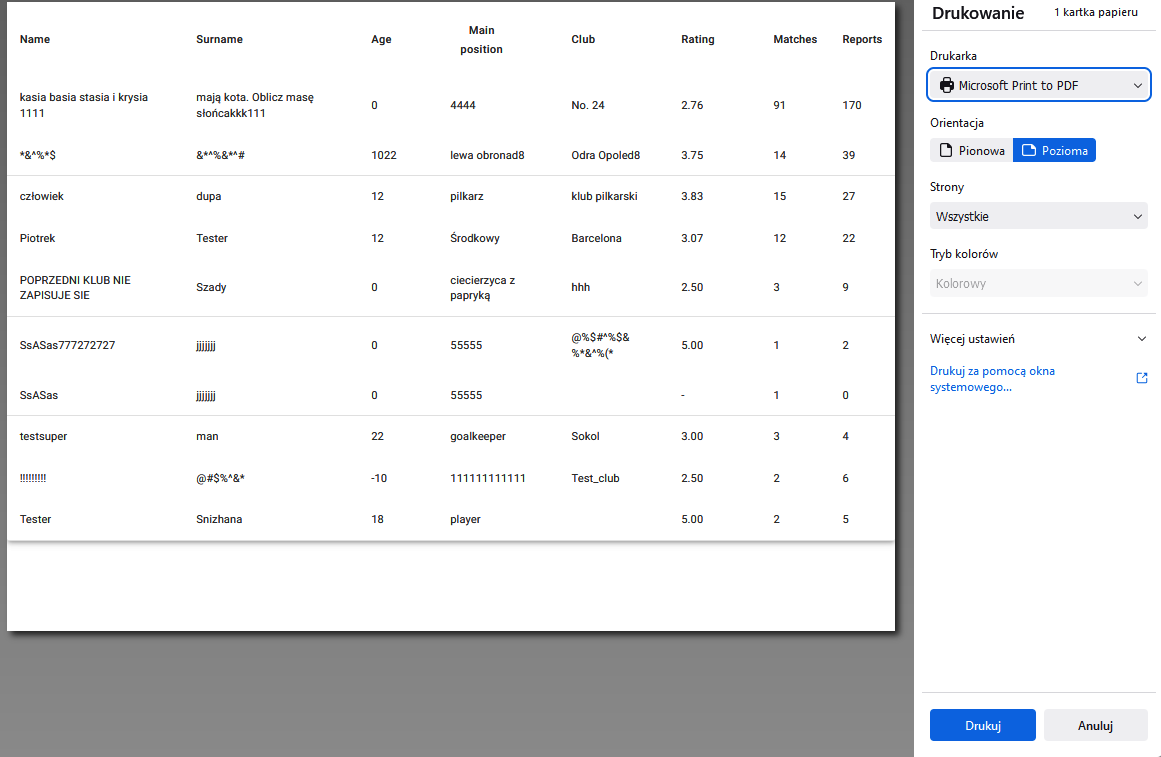 Name Surname Age Main position Club Rating Matches Reports
kasia basia stasia i krysia 1111 mają kota. Oblicz masę słońcakkk111 0 4444 No. 24 2.76 91 170
*&^%*$ &*^%&*^# 1022 lewa obronad8 Odra Opoled8 3.75 14 39
człowiek dupa 12 pilkarz klub pilkarski 3.83 15 27
Piotrek Tester 12 Środkowy Barcelona 3.07 12 22
POPRZEDNI KLUB NIE ZAPISUJE SIE Szady 0 ciecierzyca z papryką hhh 2.50 3 9
SsASas777272727 jjjjjjj 0 55555 @%$#^%$& %*&^%(* 5.00 1 2
SsASas jjjjjjj 0 55555 - 1 0
testsuper man 22 goalkeeper Sokol 3.00 3 4
!!!!!!!!! @#$%^&* -10 111111111111 Test_club 2.50 2 6
Tester Snizhana 18 player 5.00 2 5
Drukowanie 1 kartka papieru
Drukarka
Microsoft Print to PDF
Orientacja
Pionowa Pozioma
Strony
Wszystkie
Tryb kolorów
Kolorowy
Więcej ustawień
Drukuj za pomocą okna
systemowego...
Drukuj Anuluj